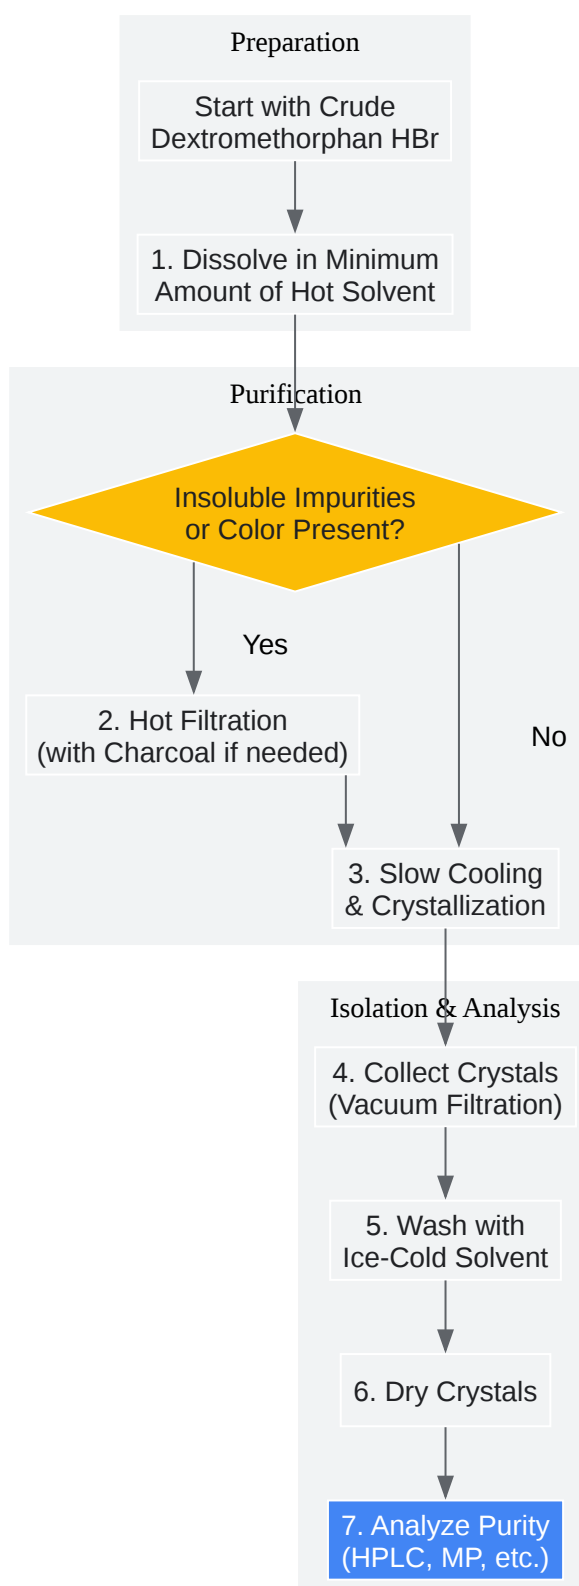 Preparation
Start with Crude
Dextromethorphan HBr
1. Dissolve in Minimum
Amount of Hot Solvent
Purification
Insoluble Impurities
or Color Present?
Yes
2. Hot Filtration
(with Charcoal if needed)
No
3. Slow Cooling
& Crystallization
Isolation & Analysis
4. Collect Crystals
(Vacuum Filtration)
5. Wash with
Ice-Cold Solvent
6. Dry Crystals
7. Analyze Purity
(HPLC, MP, etc.)